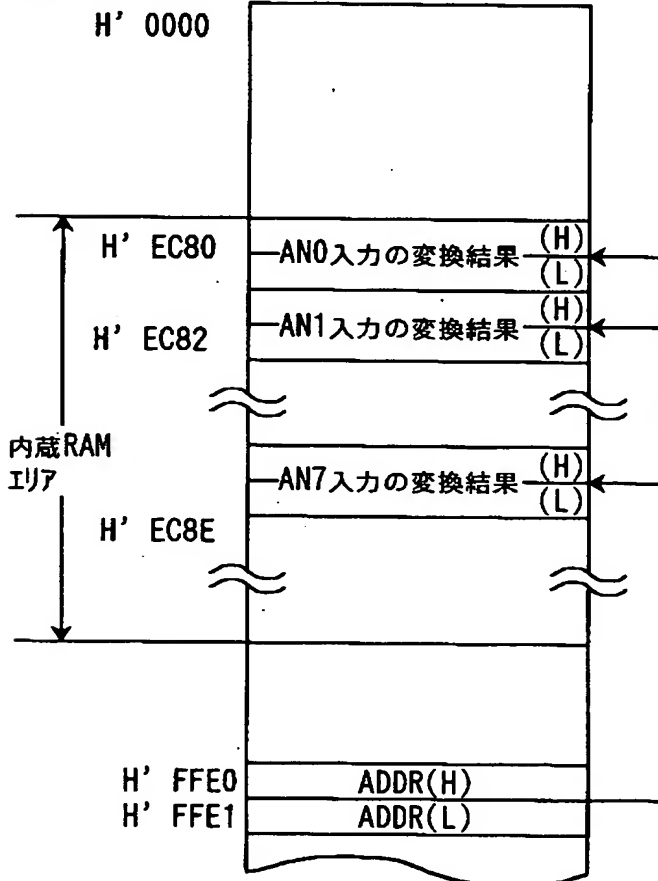 H' 0000
H' EC80
AN0入力の変換結果
(H)
(L)
H' EC82
AN1入力の変換結果
(H)
(L)
内蔵RAM
エリア
AN7入力の変換結果
(H)
(L)
H' EC8E
H' FFE0
ADDR(H)
H' FFE1
ADDR(L)